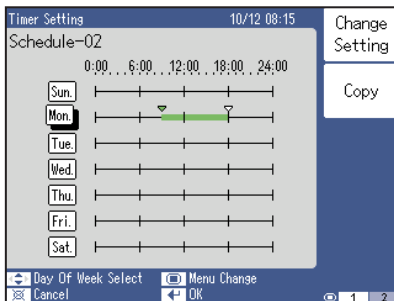 Timer Setting 10/12 08:15
Schedule-02
0:00 6:00 12:00 18:00 24:00
Sun.
Mon.
Tue.
Wed.
Thu.
Fri.
Sat.
Change
Setting
Copy
Day Of Week Select Menu Change
Cancel OK
1 2